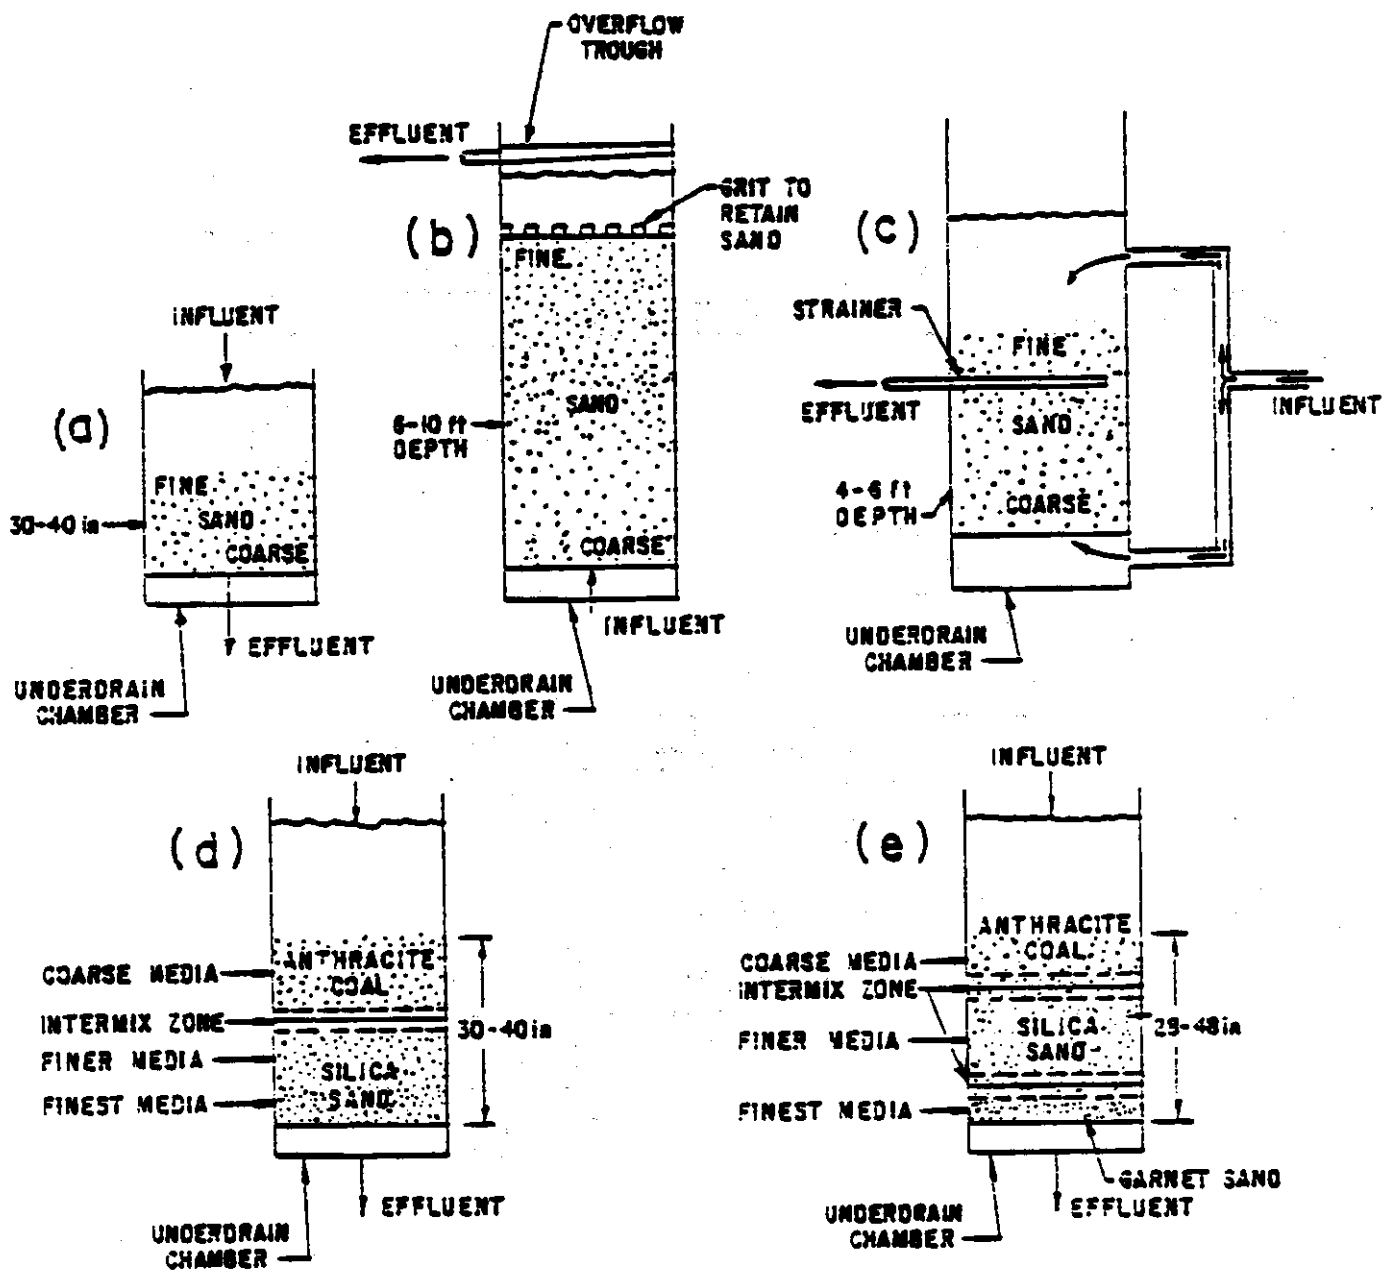 OVERFLOW
TROUGH
EFFLUENT
GRIT TO
RETAIN
SAND
(b)
FINE
SAND
6-10 ft
DEPTH
COARSE
INFLUENT
UNDERDRAIN
CHAMBER
INFLUENT
(a)
FINE
SAND
30-40 in
COARSE
EFFLUENT
UNDERDRAIN
CHAMBER
(c)
STRAINER
FINE
EFFLUENT
INFLUENT
SAND
4-6 ft
DEPTH
COARSE
UNDERDRAIN
CHAMBER
INFLUENT
(d)
ANTHRACITE
COAL
COARSE MEDIA
INTERMIX ZONE
30-40 in
FINER MEDIA
SILICA
SAND
FINEST MEDIA
EFFLUENT
UNDERDRAIN
CHAMBER
INFLUENT
(e)
ANTHRACITE
COAL
COARSE MEDIA
INTERMIX ZONE
SILICA
SAND
FINER MEDIA
FINEST MEDIA
GARNET SAND
EFFLUENT
UNDERDRAIN
CHAMBER